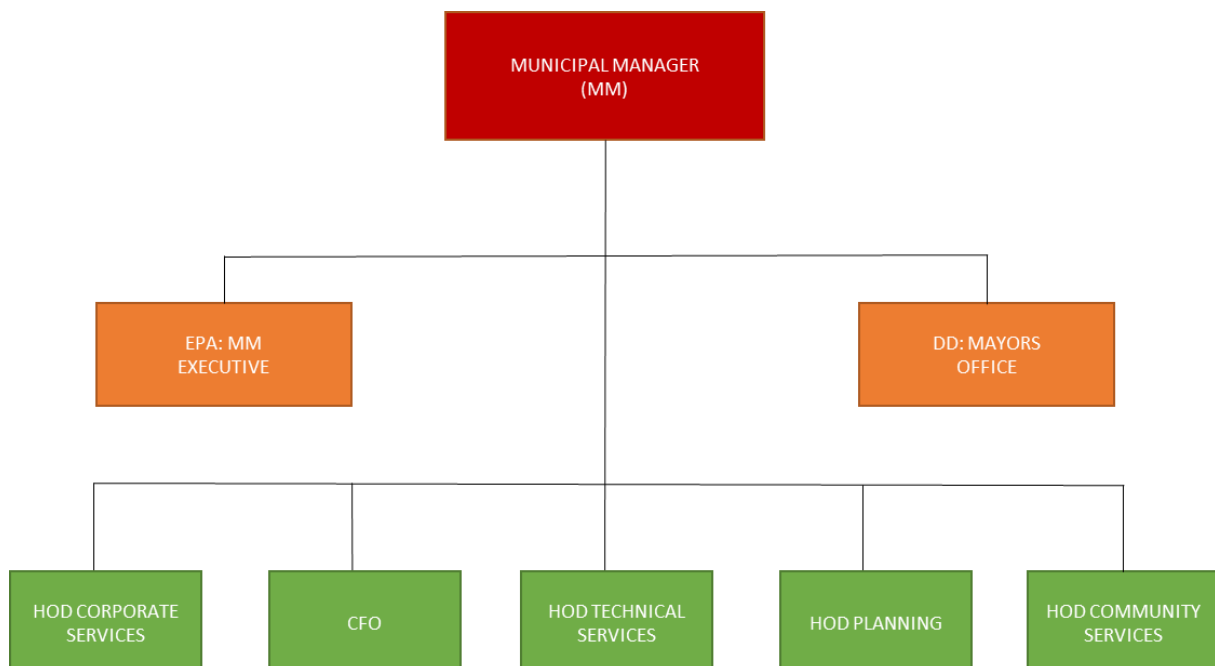 MUNICIPAL MANAGER
(MM)
EPA: MM
EXECUTIVE
DD: MAYORS
OFFICE
HOD CORPORATE
SERVICES
CFO
HOD TECHNICAL
SERVICES
HOD PLANNING
HOD COMMUNITY
SERVICES